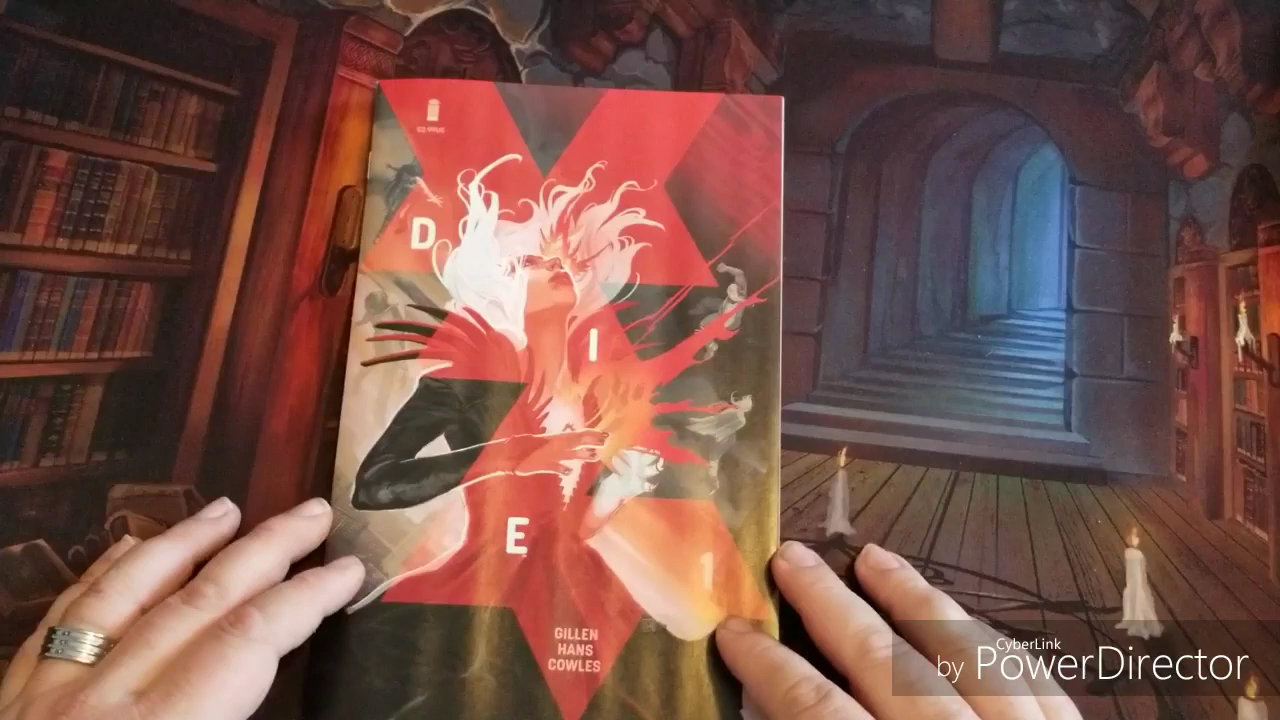 D
I
E
1
GILLEN
HANS
COWLES
CyberLink
by PowerDirector